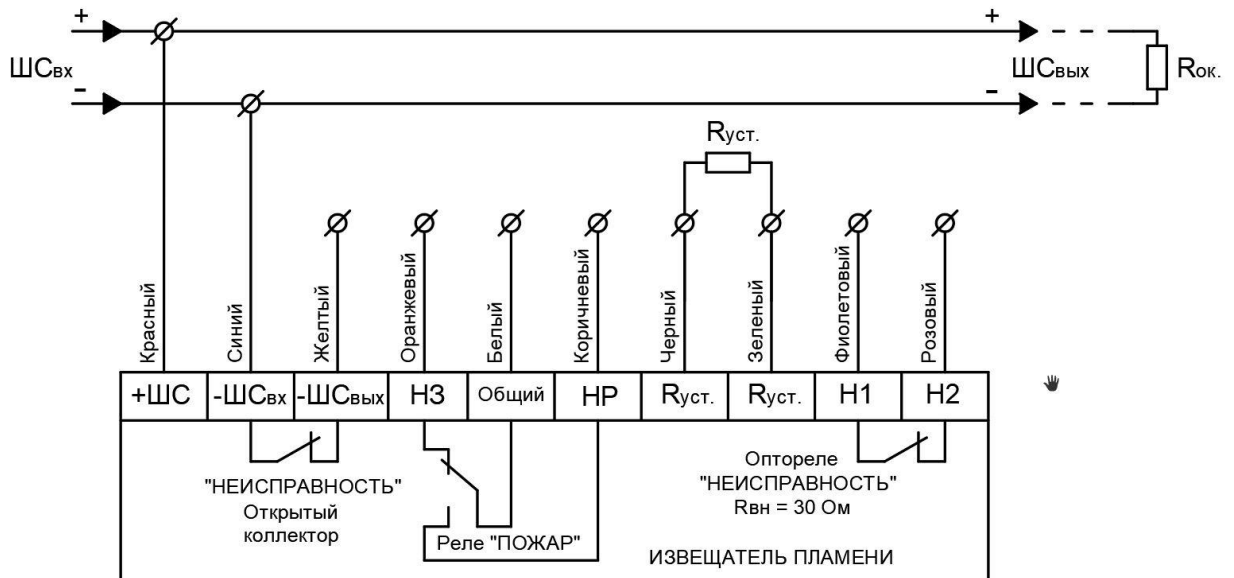 + +
ШСвх ШСвых Rок.
- -
Rуст.
Красный
Синий
Желтый
Оранжевый
Белый
Коричневый
Черный
Зеленый
Фиолетовый
Розовый
+ШС -ШСвх -ШСвых НЗ Общий НР Rуст. Rуст. Н1 Н2
"НЕИСПРАВНОСТЬ"
Открытый
коллектор
Реле "ПОЖАР"
Оптореле
"НЕИСПРАВНОСТЬ"
Rвн = 30 Ом
ИЗВЕЩАТЕЛЬ ПЛАМЕНИ